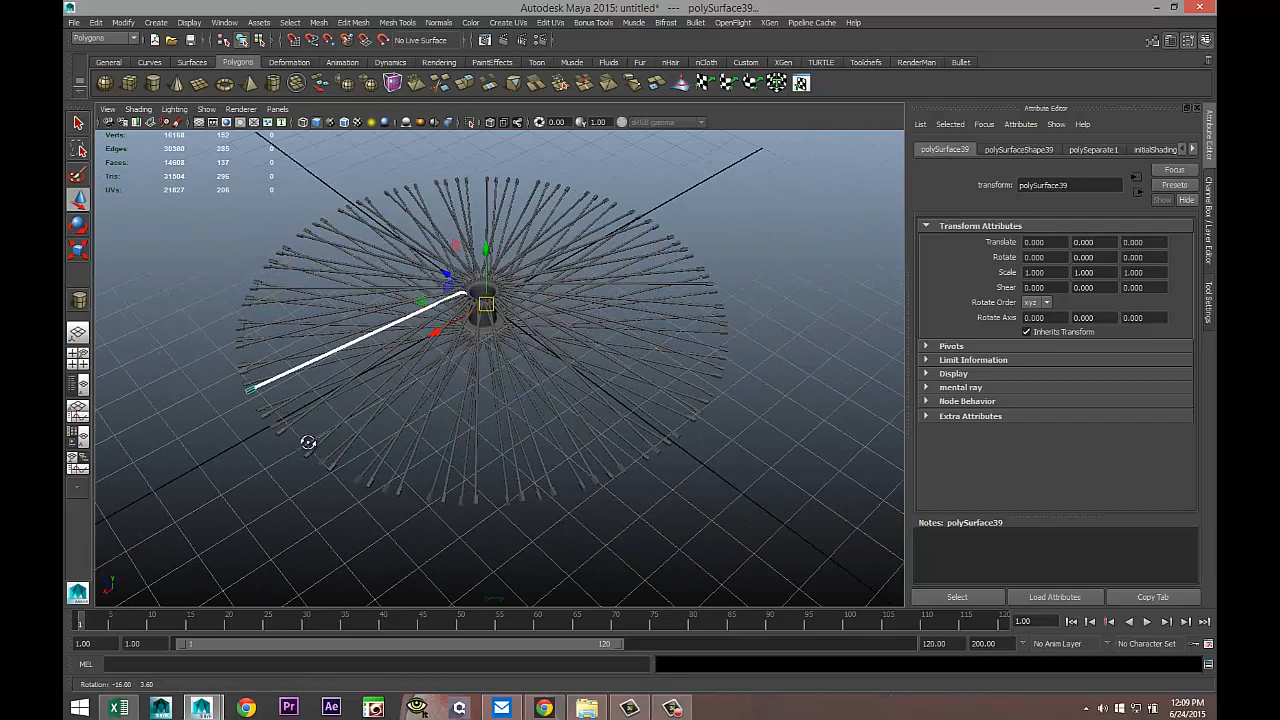 Autodesk Maya 2015: untitled* --- polySurface39...
File Edit Modify Create Display Window Assets Select Mesh Edit Mesh Mesh Tools Normals Color Create UVs Edit UVs Bonus Tools Muscle Bifrost Bullet OpenFlight XGen Pipeline Cache Help
Polygons No Live Surface
General Curves Surfaces Polygons Deformation Animation Dynamics Rendering PaintEffects Toon Muscle Fluids Fur nHair nCloth Custom XGen TURTLE Toolchefs RenderMan Bullet
View Shading Lighting Show Renderer Panels
0.00 1.00 sRGB gamma
Verts: 16168 152 0
Edges: 30360 285 0
Faces: 14608 137 0
Tris: 31504 296 0
UVs: 21827 206 0
persp
Attribute Editor
List Selected Focus Attributes Show Help
polySurface39 polySurfaceShape39 polySeparate1 initialShading
transform: polySurface39
Focus
Presets
Show Hide
Transform Attributes
Translate 0.000 0.000 0.000
Rotate 0.000 0.000 0.000
Scale 1.000 1.000 1.000
Shear 0.000 0.000 0.000
Rotate Order xyz
Rotate Axis 0.000 0.000 0.000
Inherits Transform
Pivots
Limit Information
Display
mental ray
Node Behavior
Extra Attributes
Notes: polySurface39
Select Load Attributes Copy Tab
Attribute Editor
Channel Box / Layer Editor
Tool Settings
5 10 15 20 25 30 35 40 45 50 55 60 65 70 75 80 85 90 95 100 105 110 115 120 1.00
1
1.00 1.00 1 120 120.00 200.00 No Anim Layer No Character Set
MEL
Rotation: -16.00 3.60
12:09 PM
6/24/2015